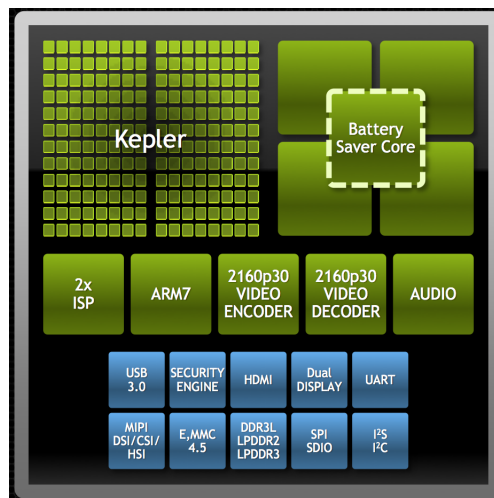 Kepler
Battery
Saver Core
2x
ISP
ARM7
2160p30
VIDEO
ENCODER
2160p30
VIDEO
DECODER
AUDIO
USB
3.0
SECURITY
ENGINE
HDMI
Dual
DISPLAY
UART
MIPI
DSI/CSI/
HSI
E,MMC
4.5
DDR3L
LPDDR2
LPDDR3
SPI
SDIO
I²S
I²C